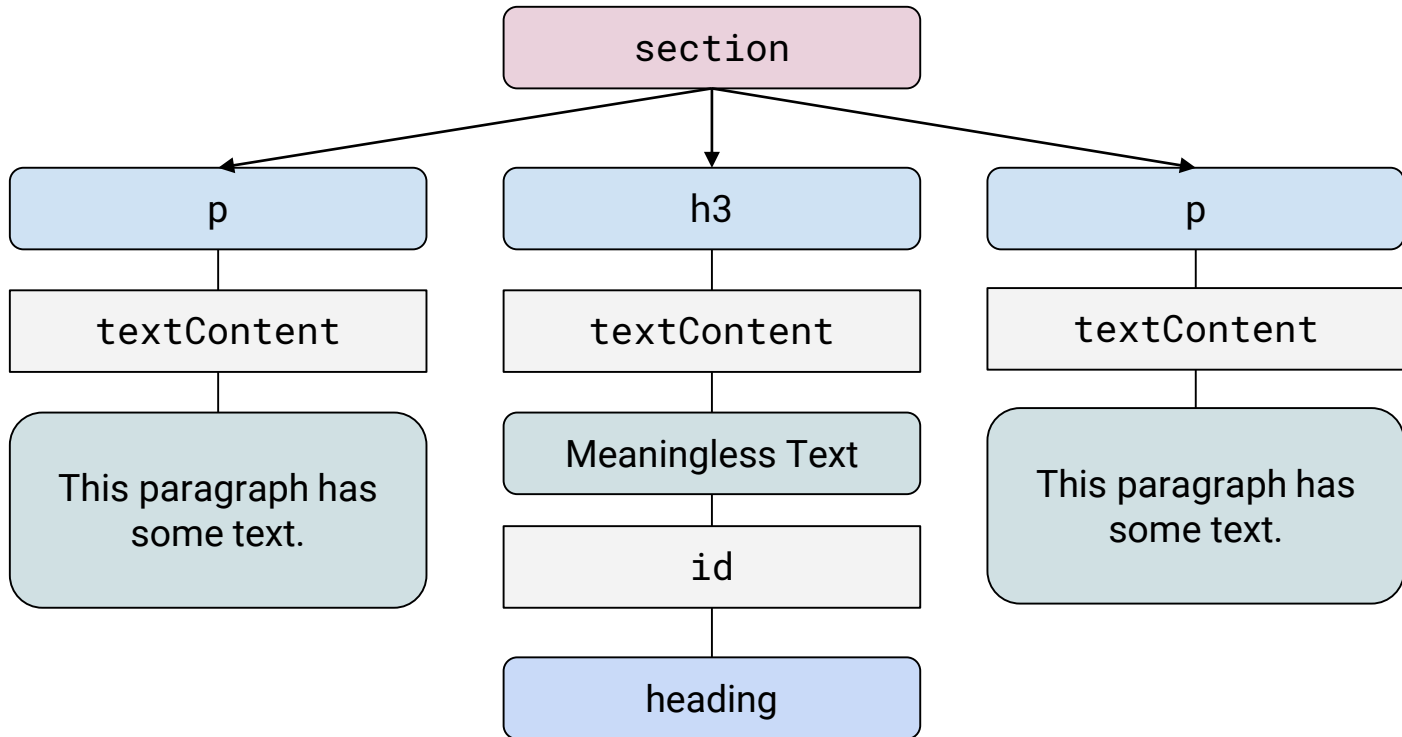 section
p
h3
p
textContent
textContent
textContent
This paragraph has
some text.
Meaningless Text
This paragraph has
some text.
id
heading